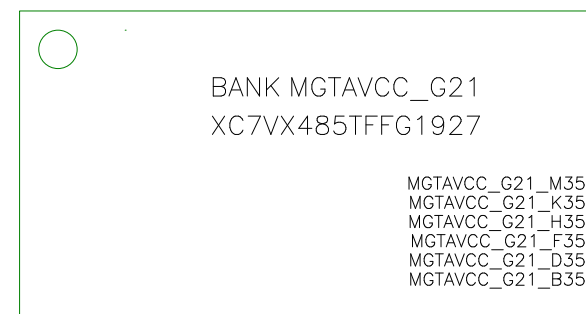 BANK MGTAVCC_G21
XC7VX485TFFG1927
MGTAVCC_G21_M35
MGTAVCC_G21_K35
MGTAVCC_G21_H35
MGTAVCC_G21_F35
MGTAVCC_G21_D35
MGTAVCC_G21_B35